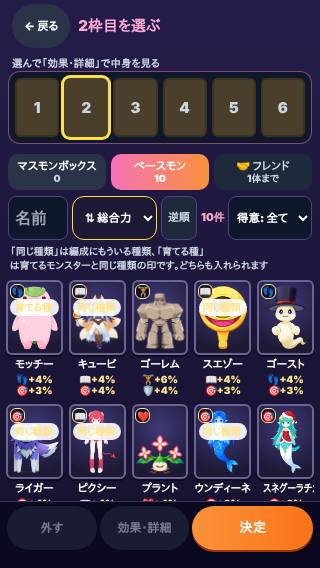 ← 戻る
2枠目を選ぶ
選んで「効果・詳細」で中身を見る
1 2 3 4 5 6
マスモンボックス ベースモン 🤝 フレンド
0 10 1体まで
名前 ⇅ 総合力 逆順 10件 得意: 全て
「同じ種類」は編成にもういる種類、「育てる種」
は育てるモンスターと同じ種類の印です。どちらも入れられます
育てる種 同じ種類 同じ種類
モッチー キュービ ゴーレム スエゾー ゴースト
+4% +4% +6% +4% +4%
+3% +3% +4% +3% +3%
同じ種類 同じ種類 同じ種類
ライガー ピクシー プラント ウンディーネ スネグーラチ
外す 効果・詳細 決定